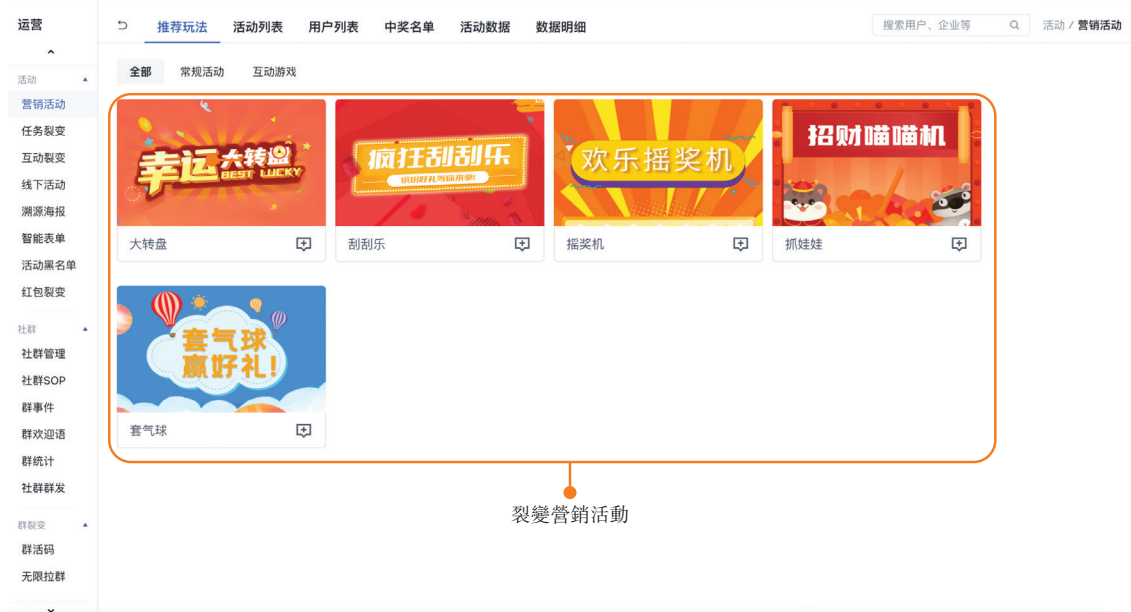 运营
推荐玩法 活动列表 用户列表 中奖名单 活动数据 数据明细
搜索用户、企业等
活动 / 营销活动
活动
营销活动
任务裂变
互动裂变
线下活动
溯源海报
智能表单
活动黑名单
红包裂变
社群
社群管理
社群SOP
群事件
群欢迎语
群统计
社群群发
群裂变
群活码
无限拉群
全部 常规活动 互动游戏
幸运大转盘
BEST LUCKY
大转盘
疯狂刮刮乐
缤纷好礼等你来拿!
刮刮乐
欢乐摇奖机
摇奖机
招财喵喵机
抓娃娃
套气球
赢好礼!
套气球
裂變營銷活動